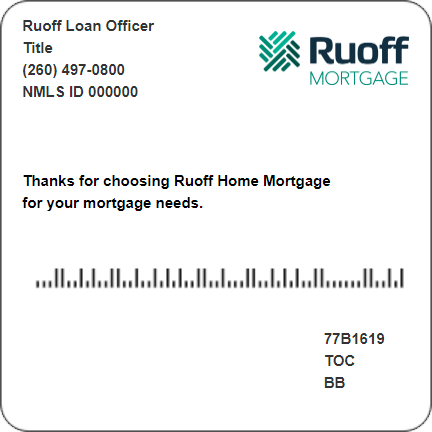 Ruoff Loan Officer
Title
(260) 497-0800
NMLS ID 000000
Ruoff
MORTGAGE
Thanks for choosing Ruoff Home Mortgage
for your mortgage needs.
77B1619
TOC
BB